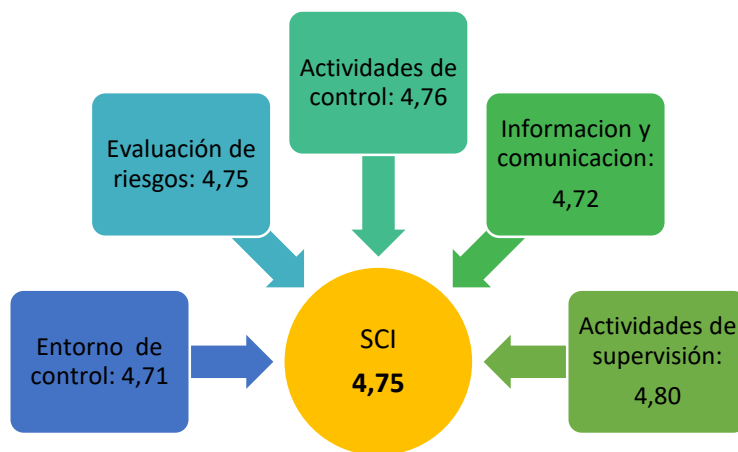 Actividades de
control: 4,76
Evaluación de
riesgos: 4,75
Informacion y
comunicacion:
4,72
Entorno de
control: 4,71
SCI
4,75
Actividades de
supervisión:
4,80